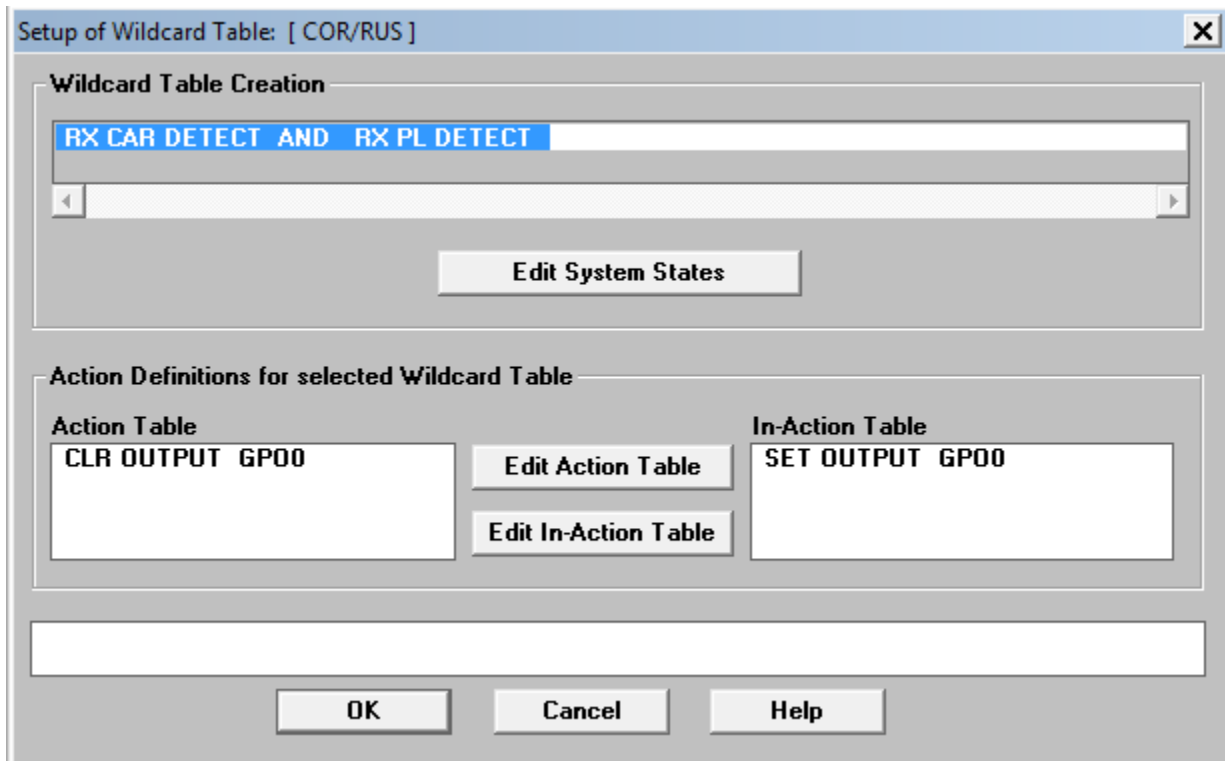 Setup of Wildcard Table: [ COR/RUS ]
Wildcard Table Creation
RX CAR DETECT AND RX PL DETECT
Edit System States
Action Definitions for selected Wildcard Table
Action Table
In-Action Table
CLR OUTPUT GPO0
Edit Action Table
SET OUTPUT GPO0
Edit In-Action Table
OK
Cancel
Help